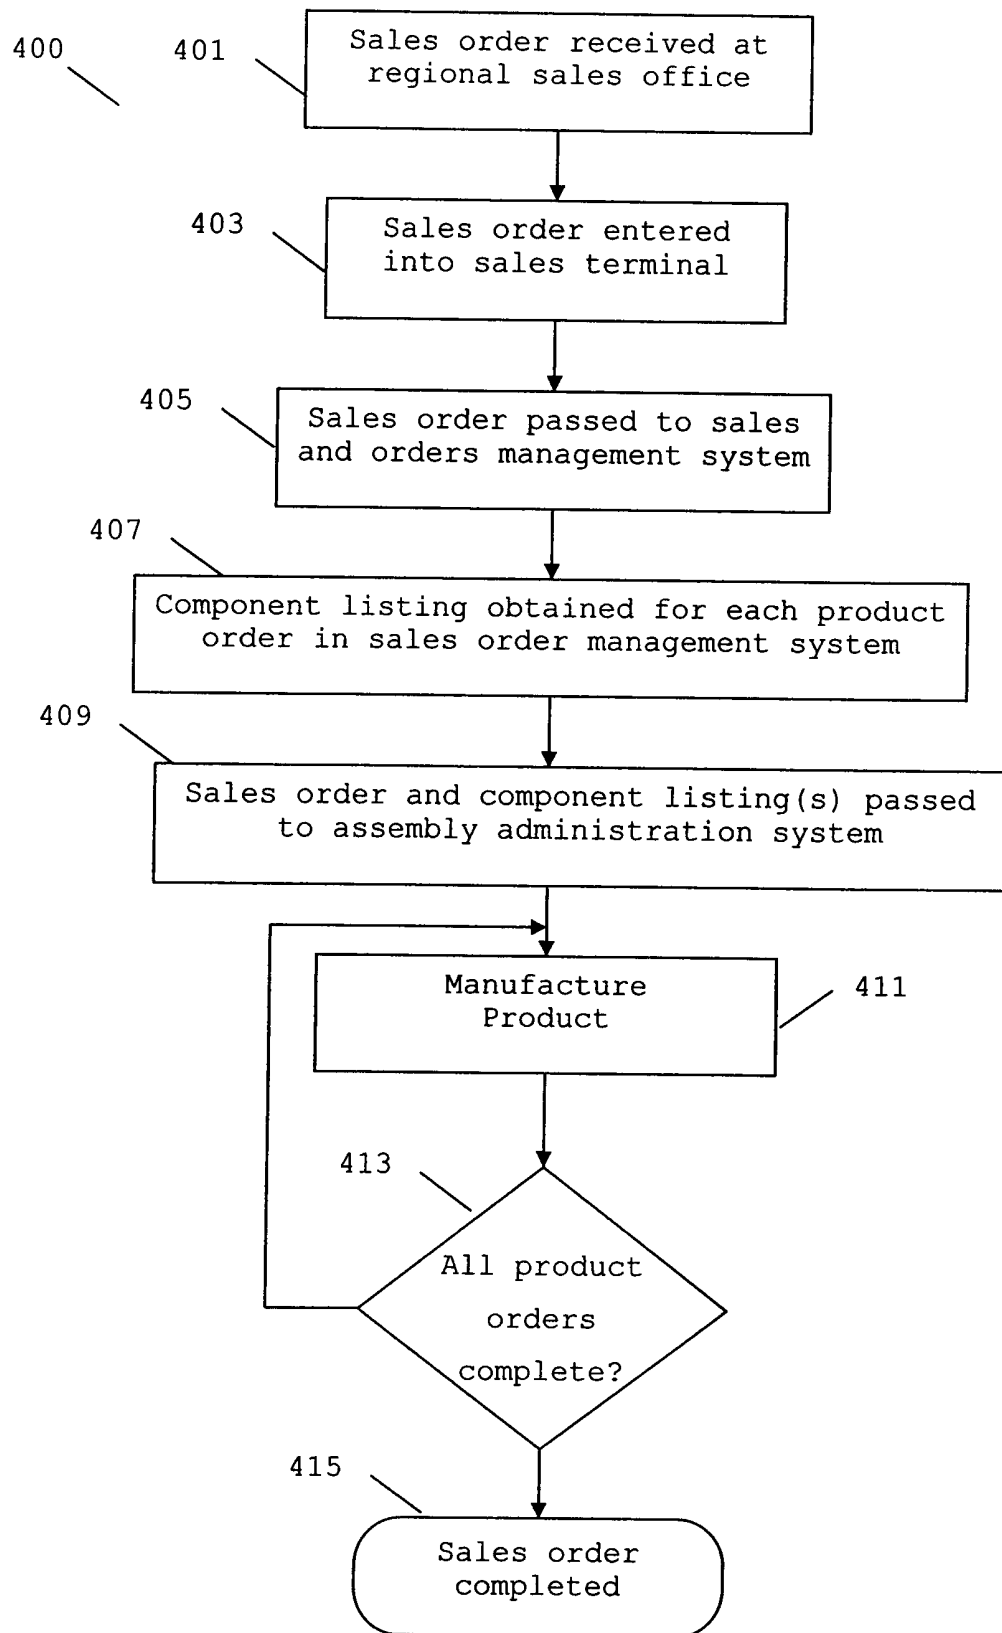 400
401
Sales order received at
regional sales office
403
Sales order entered
into sales terminal
405
Sales order passed to sales
and orders management system
407
Component listing obtained for each product
order in sales order management system
409
Sales order and component listing(s) passed
to assembly administration system
Manufacture
Product
411
413
All product
orders
complete?
415
Sales order
completed